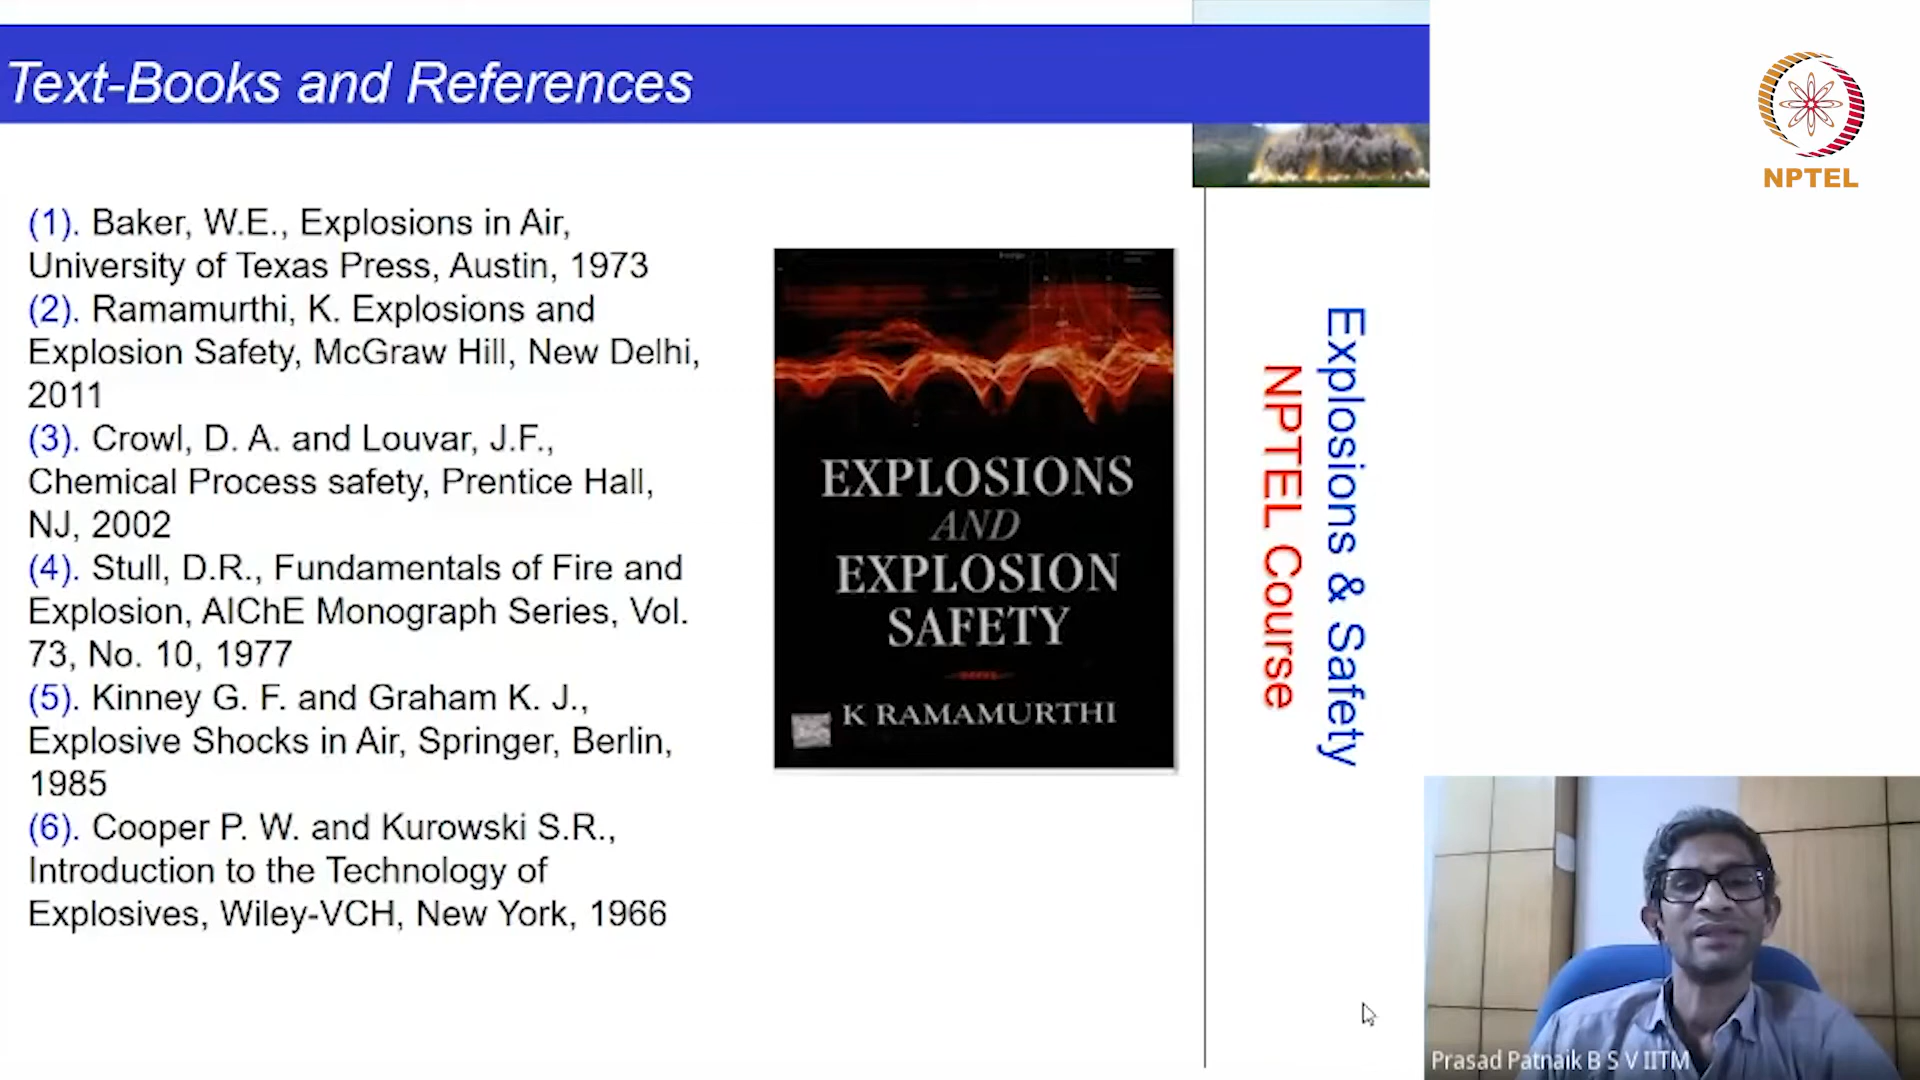 Text-Books and References
(1). Baker, W.E., Explosions in Air,
University of Texas Press, Austin, 1973
(2). Ramamurthi, K. Explosions and
Explosion Safety, McGraw Hill, New Delhi,
2011
(3). Crowl, D. A. and Louvar, J.F.,
Chemical Process safety, Prentice Hall,
NJ, 2002
(4). Stull, D.R., Fundamentals of Fire and
Explosion, AIChE Monograph Series, Vol.
73, No. 10, 1977
(5). Kinney G. F. and Graham K. J.,
Explosive Shocks in Air, Springer, Berlin,
1985
(6). Cooper P. W. and Kurowski S.R.,
Introduction to the Technology of
Explosives, Wiley-VCH, New York, 1966
EXPLOSIONS
AND
EXPLOSION
SAFETY
K RAMAMURTHI
Explosions & Safety
NPTEL Course
NPTEL
Prasad Patnaik B S V IITM